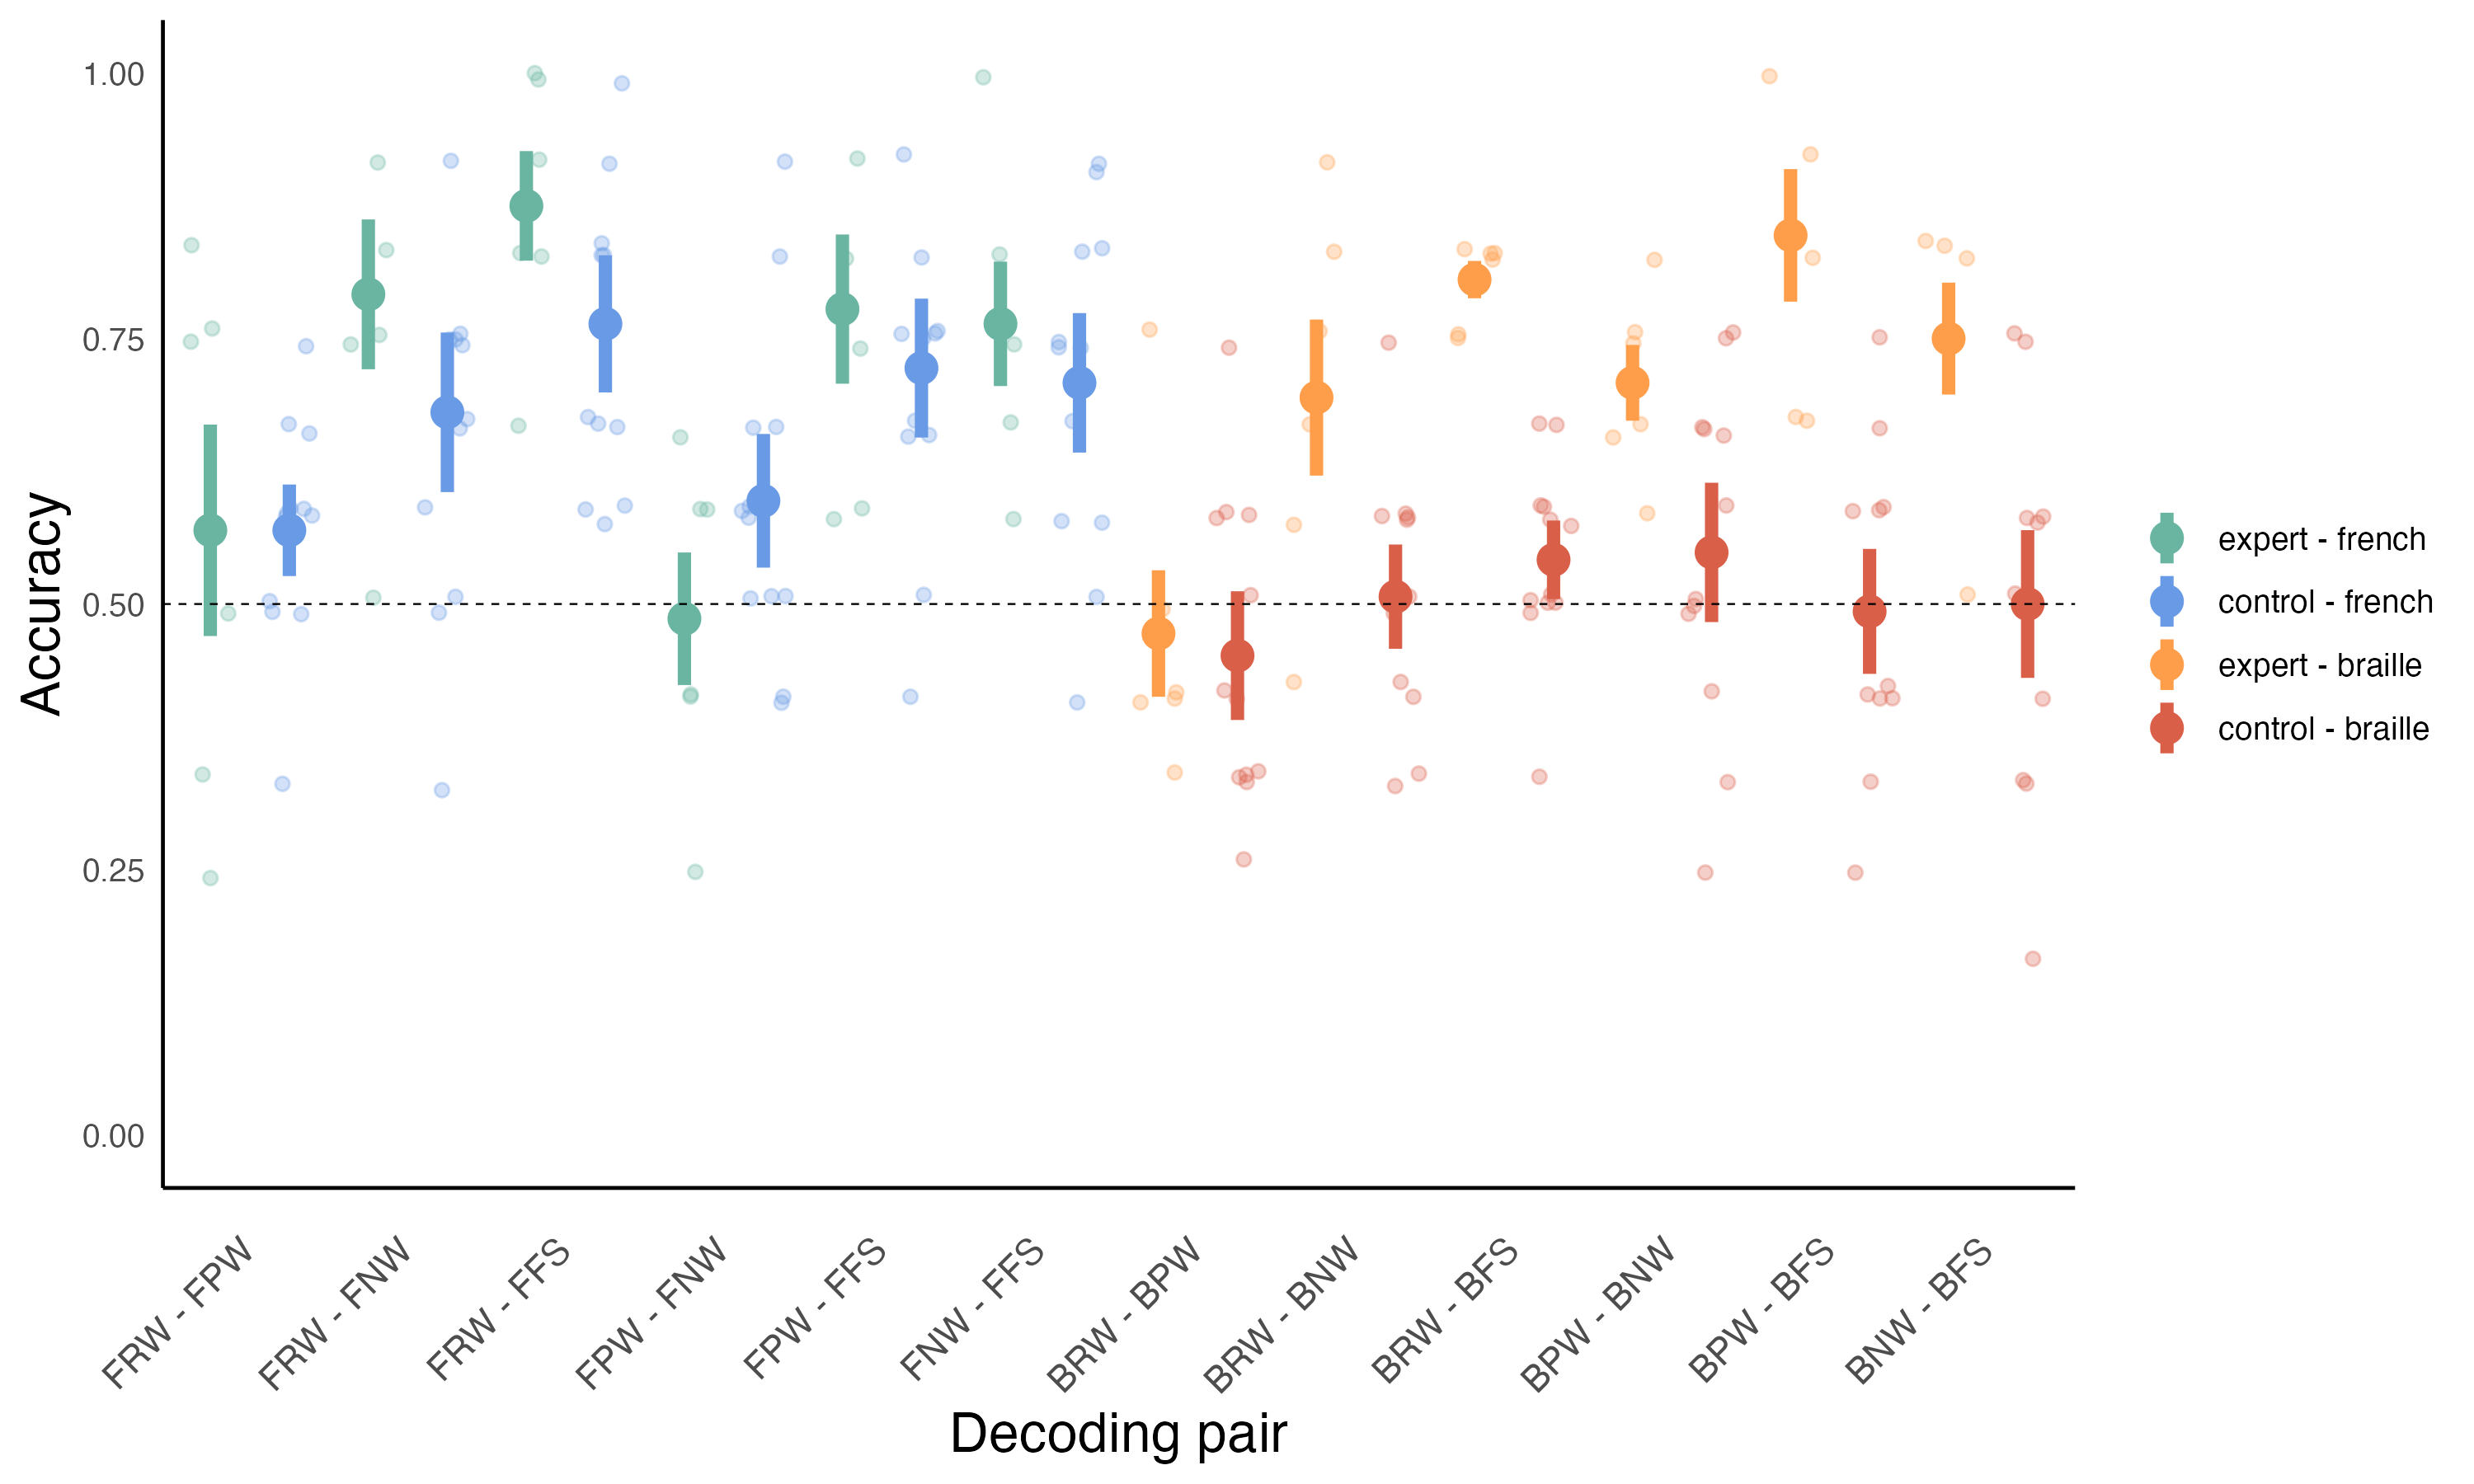 1.00
0.75
0.50
0.25
0.00
Accuracy
FRW - FPW
FRW - FNW
FRW - FFS
FPW - FNW
FPW - FFS
FNW - FFS
BRW - BPW
BRW - BNW
BRW - BFS
BPW - BNW
BPW - BFS
BNW - BFS
Decoding pair
expert - french
control - french
expert - braille
control - braille